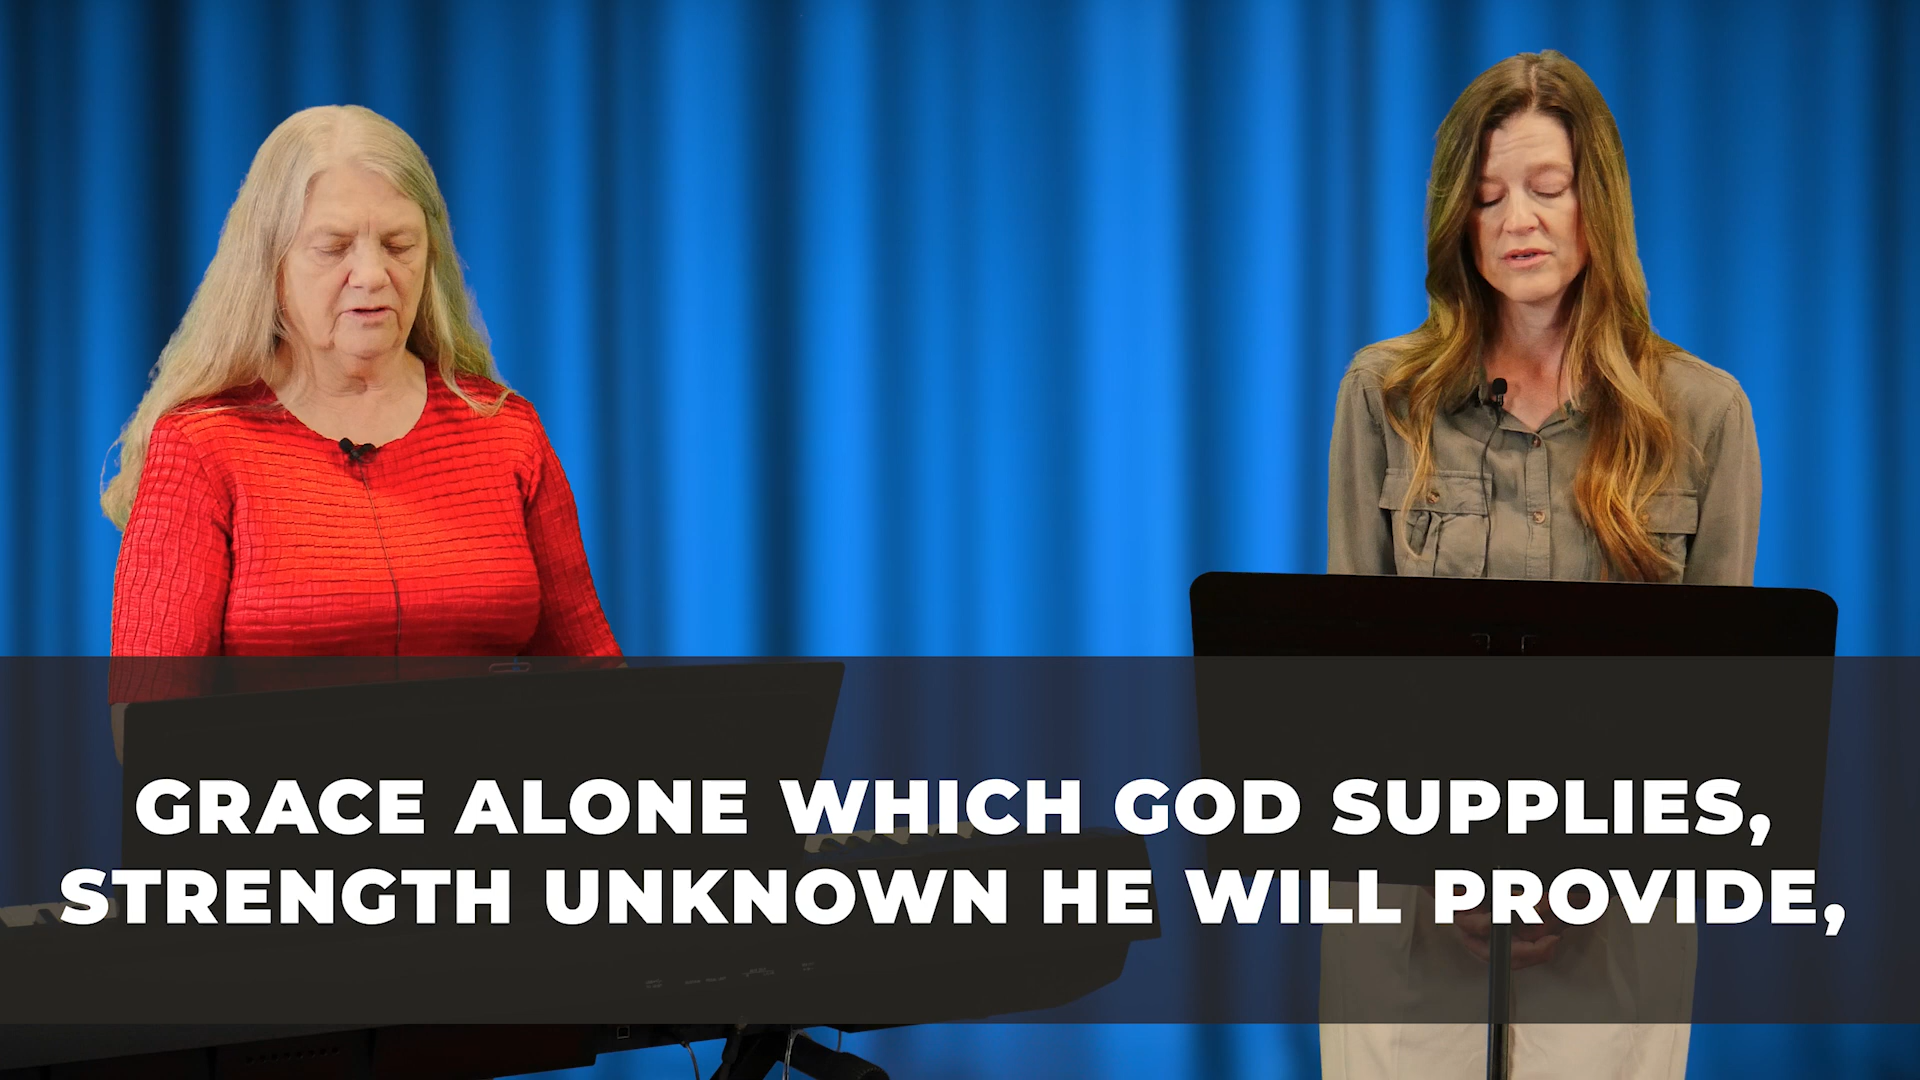 GRACE ALONE WHICH GOD SUPPLIES,
STRENGTH UNKNOWN HE WILL PROVIDE,